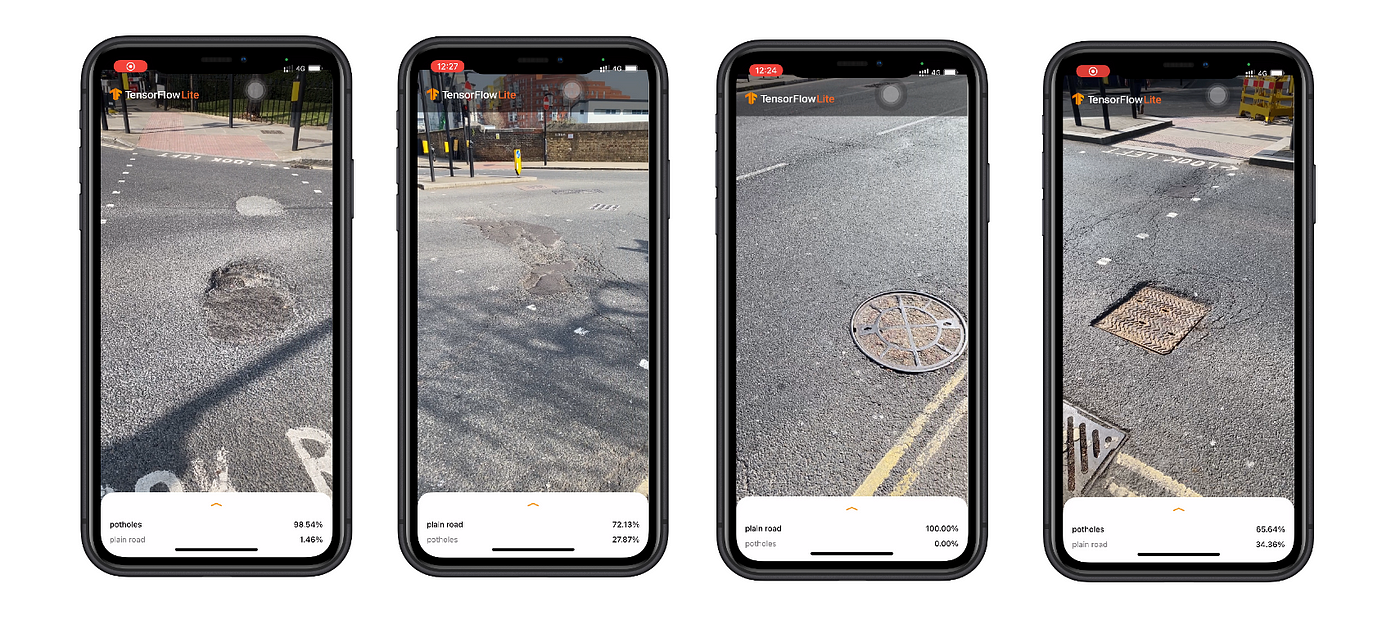 4G
TensorFlow Lite
LOOK LEFT
potholes 98.54%
plain road 1.46%
12:27
4G
TensorFlow Lite
plain road 72.13%
potholes 27.87%
12:24
4G
TensorFlow Lite
plain road 100.00%
potholes 0.00%
4G
TensorFlow Lite
LOOK LEFT
potholes 65.64%
plain road 34.36%